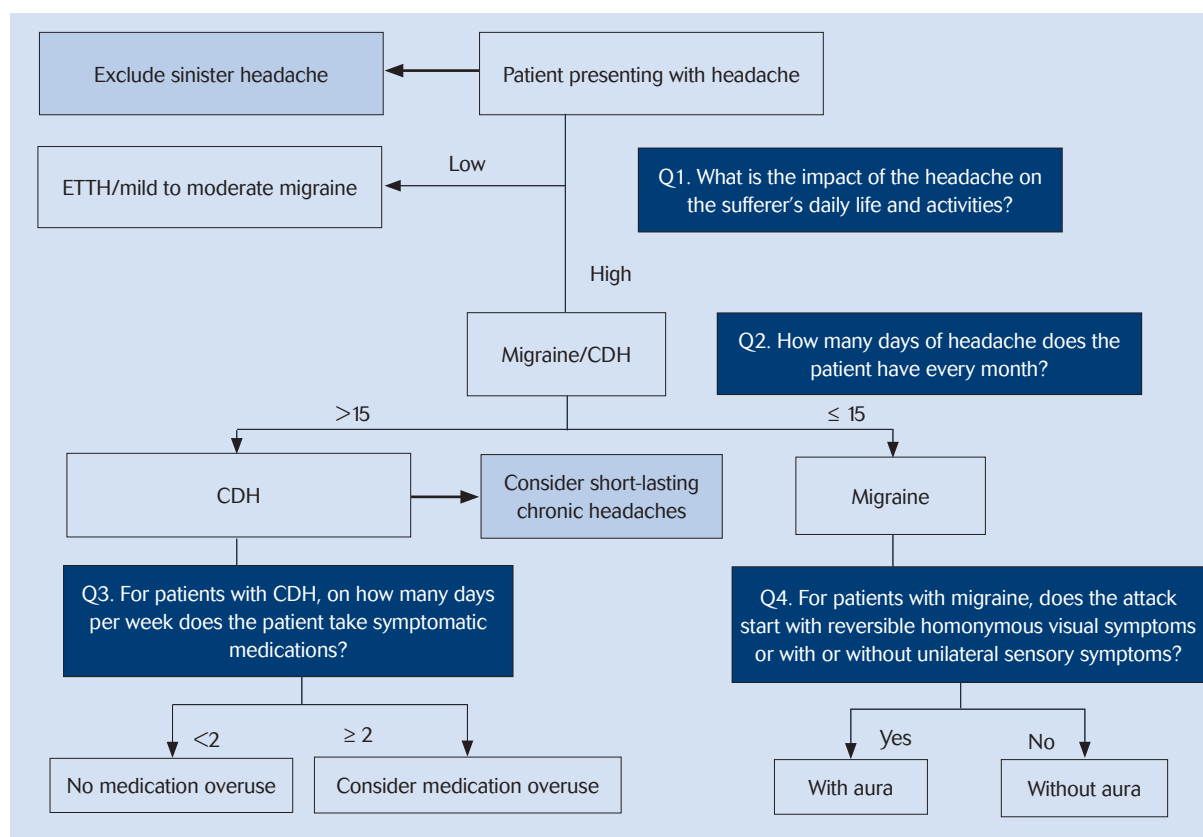 Exclude sinister headache
Patient presenting with headache
ETTH/mild to moderate migraine
Low
Q1. What is the impact of the headache on
the sufferer's daily life and activities?
High
Migraine/CDH
Q2. How many days of headache does the
patient have every month?
>15
≤ 15
CDH
Consider short-lasting
chronic headaches
Migraine
Q3. For patients with CDH, on how many days
per week does the patient take symptomatic
medications?
Q4. For patients with migraine, does the attack
start with reversible homonymous visual symptoms
or with or without unilateral sensory symptoms?
<2
≥ 2
Yes
No
No medication overuse
Consider medication overuse
With aura
Without aura